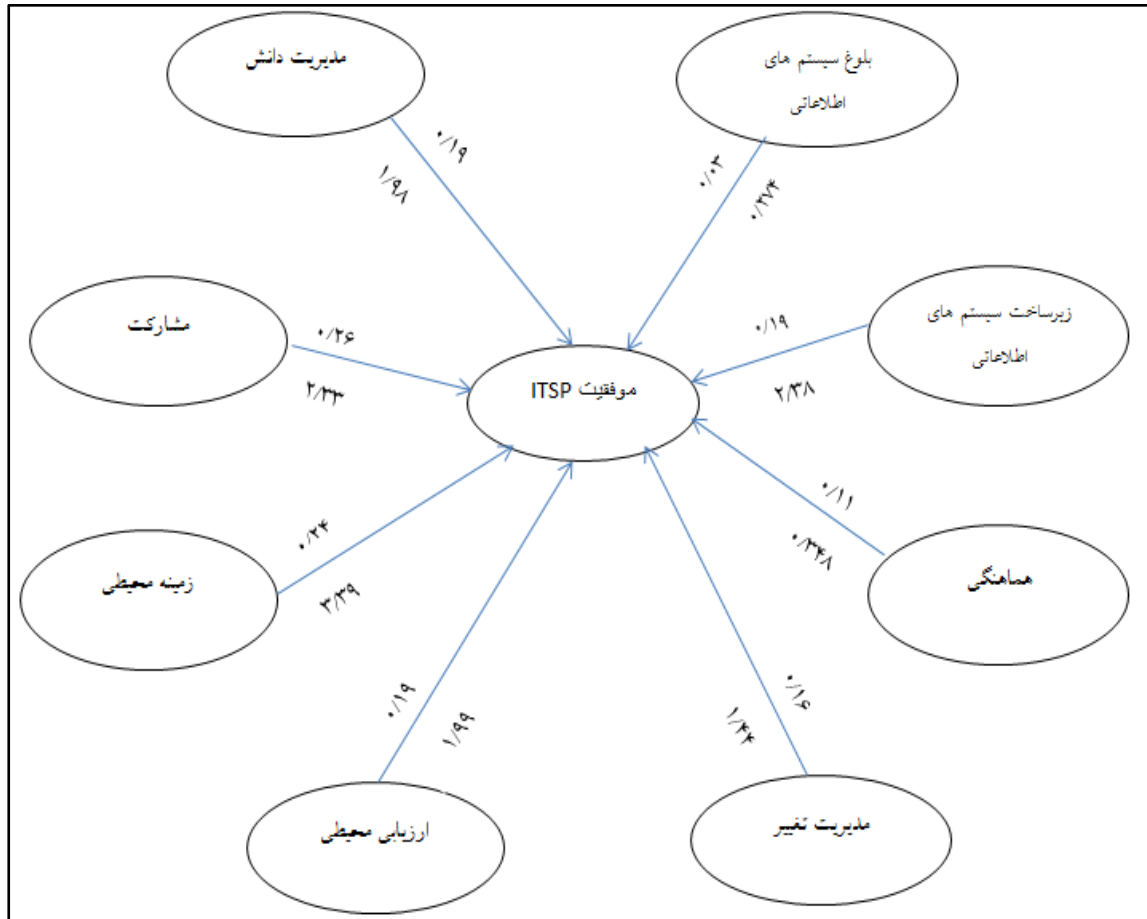 بلوغ سیستم های
اطلاعاتی
مدیریت دانش
۰/۰۳
۰/۲۷۴
۰/۱۹
۱/۹۸
زیرساخت سیستم های
اطلاعاتی
مشارکت
۰/۱۹
۲/۳۸
۰/۲۶
۲/۳۳
موفقیت ITSP
هماهنگی
زمینه محیطی
۰/۱۱
۰/۳۴۸
۰/۲۴
۳/۳۹
۰/۱۶
۱/۴۴
۰/۱۹
۱/۹۹
مدیریت تغییر
ارزیابی محیطی